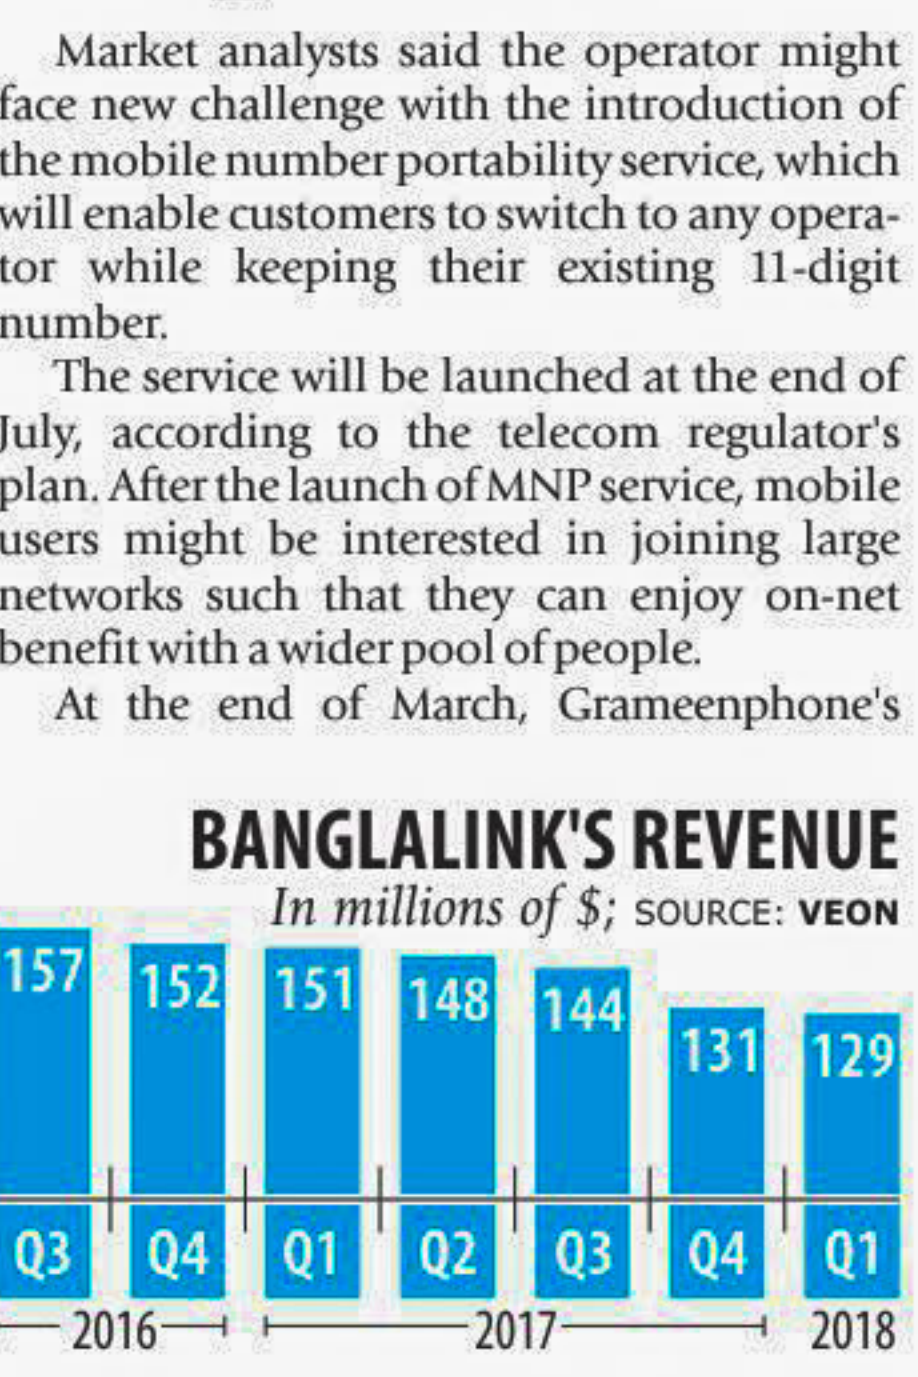 Market analysts said the operator might
face new challenge with the introduction of
the mobile number portability service, which
will enable customers to switch to any opera-
tor while keeping their existing 11-digit
number.
The service will be launched at the end of
July, according to the telecom regulator's
plan. After the launch of MNP service, mobile
users might be interested in joining large
networks such that they can enjoy on-net
benefit with a wider pool of people.
At the end of March, Grameenphone's
BANGLALINK'S REVENUE
In millions of $; SOURCE: VEON
157 152 151 148 144 131 129
Q3 Q4 Q1 Q2 Q3 Q4 Q1
2016 2017 2018